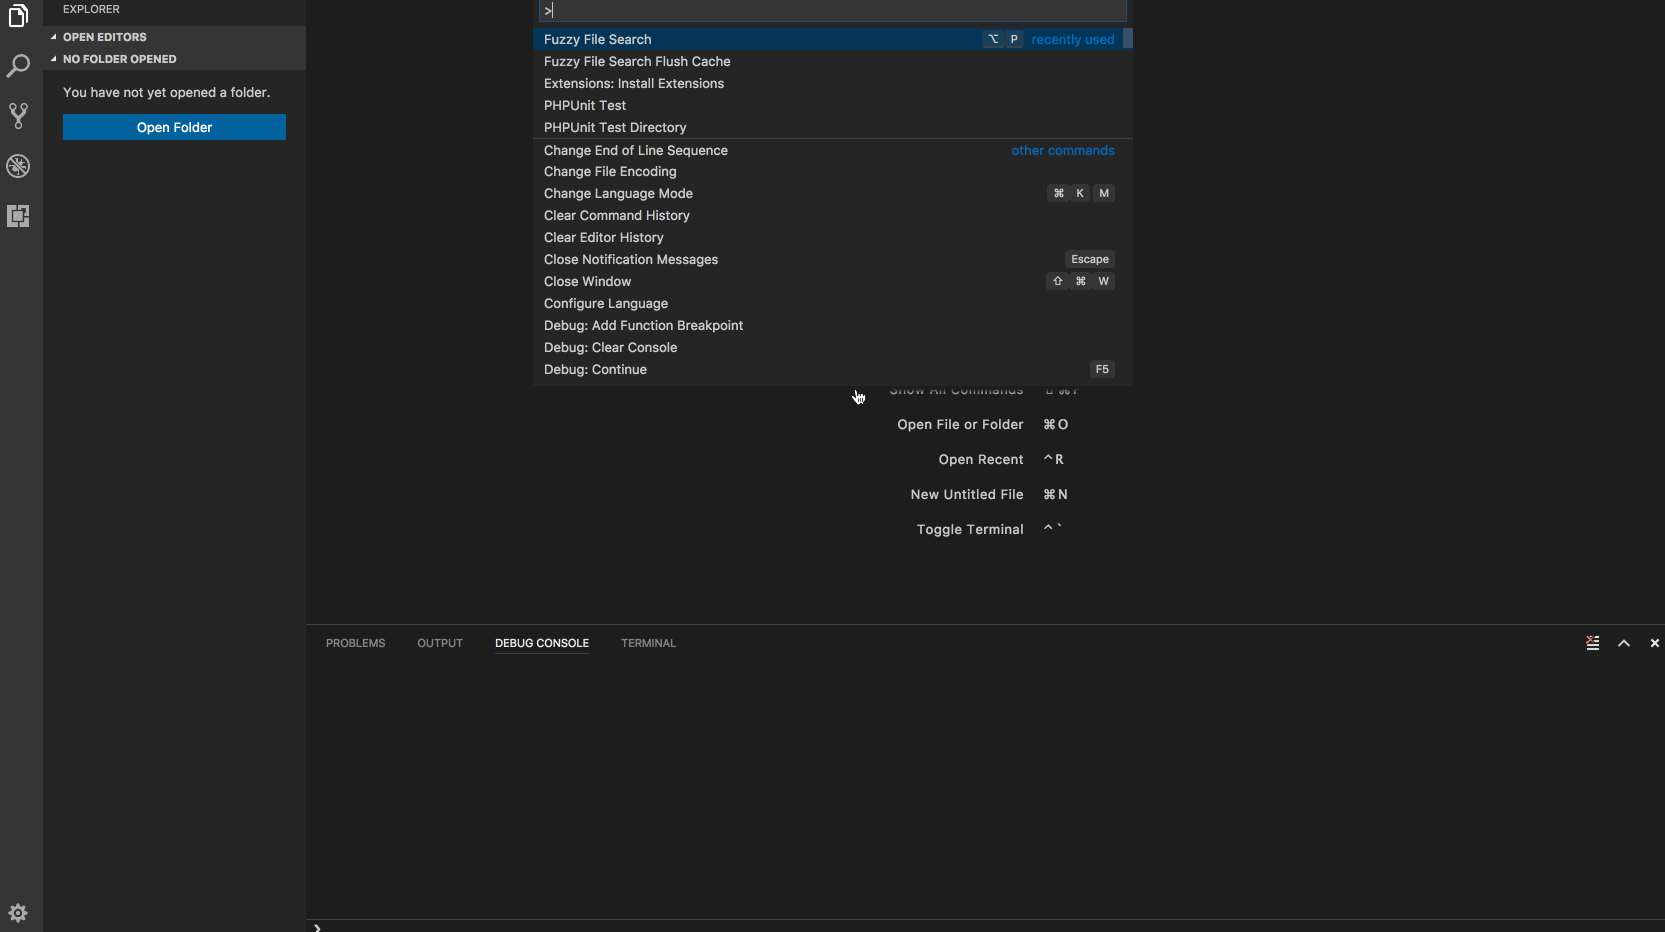 EXPLORER
OPEN EDITORS
NO FOLDER OPENED
You have not yet opened a folder.
Open Folder
>
Fuzzy File Search ⌥ P recently used
Fuzzy File Search Flush Cache
Extensions: Install Extensions
PHPUnit Test
PHPUnit Test Directory
Change End of Line Sequence other commands
Change File Encoding
Change Language Mode ⌘ K M
Clear Command History
Clear Editor History
Close Notification Messages Escape
Close Window ⇧ ⌘ W
Configure Language
Debug: Add Function Breakpoint
Debug: Clear Console
Debug: Continue F5
Show All Commands ⇧⌘P
Open File or Folder ⌘O
Open Recent ^R
New Untitled File ⌘N
Toggle Terminal ^`
PROBLEMS OUTPUT DEBUG CONSOLE TERMINAL